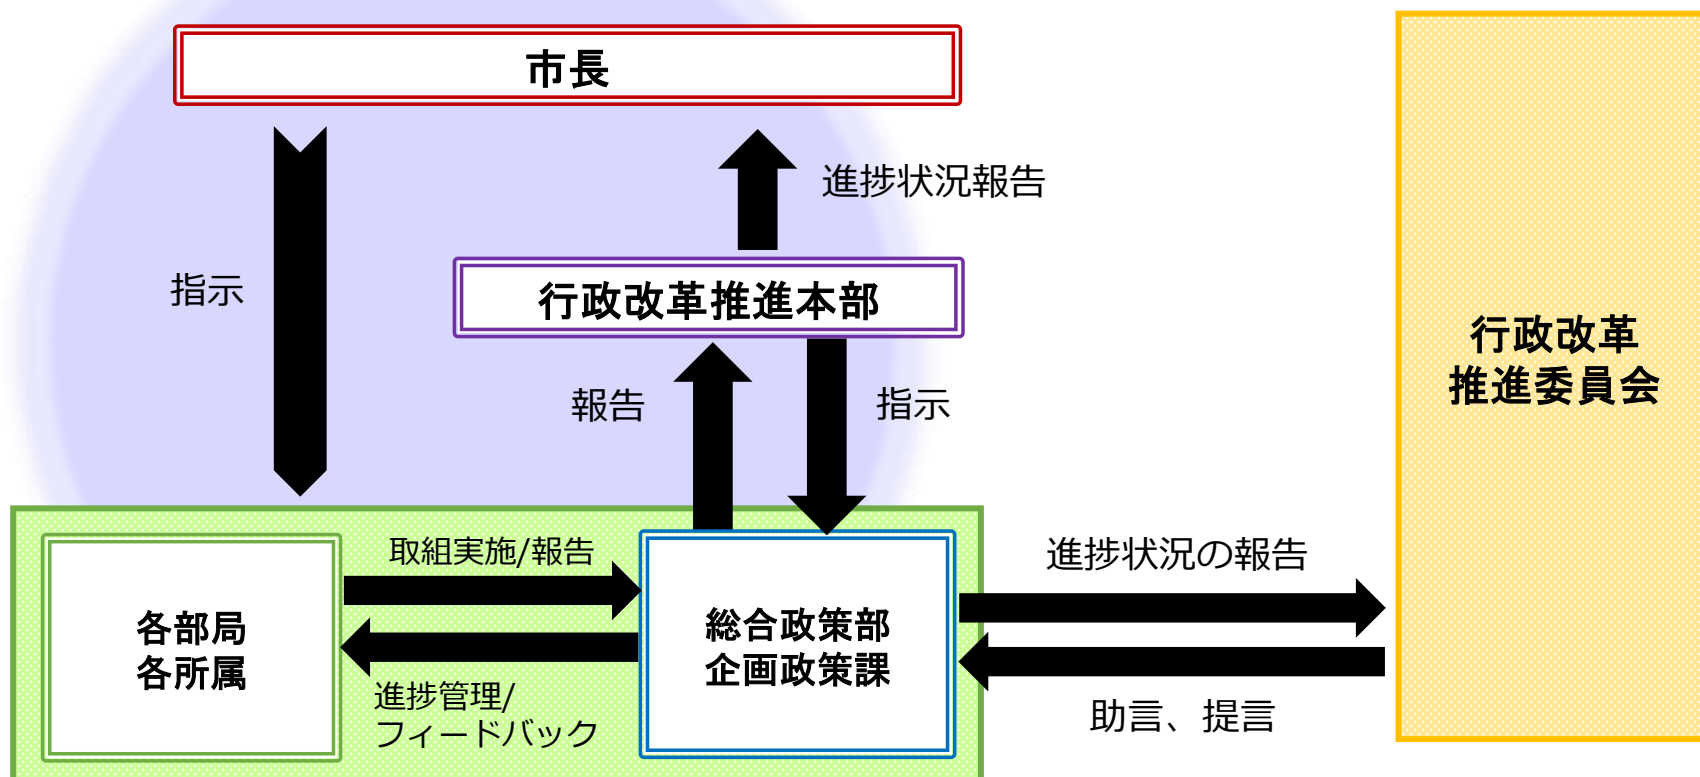 市長
進捗状況報告
指示
行政改革推進本部
報告
指示
行政改革
推進委員会
取組実施/報告
各部局
各所属
総合政策部
企画政策課
進捗管理/
フィードバック
進捗状況の報告
助言、提言